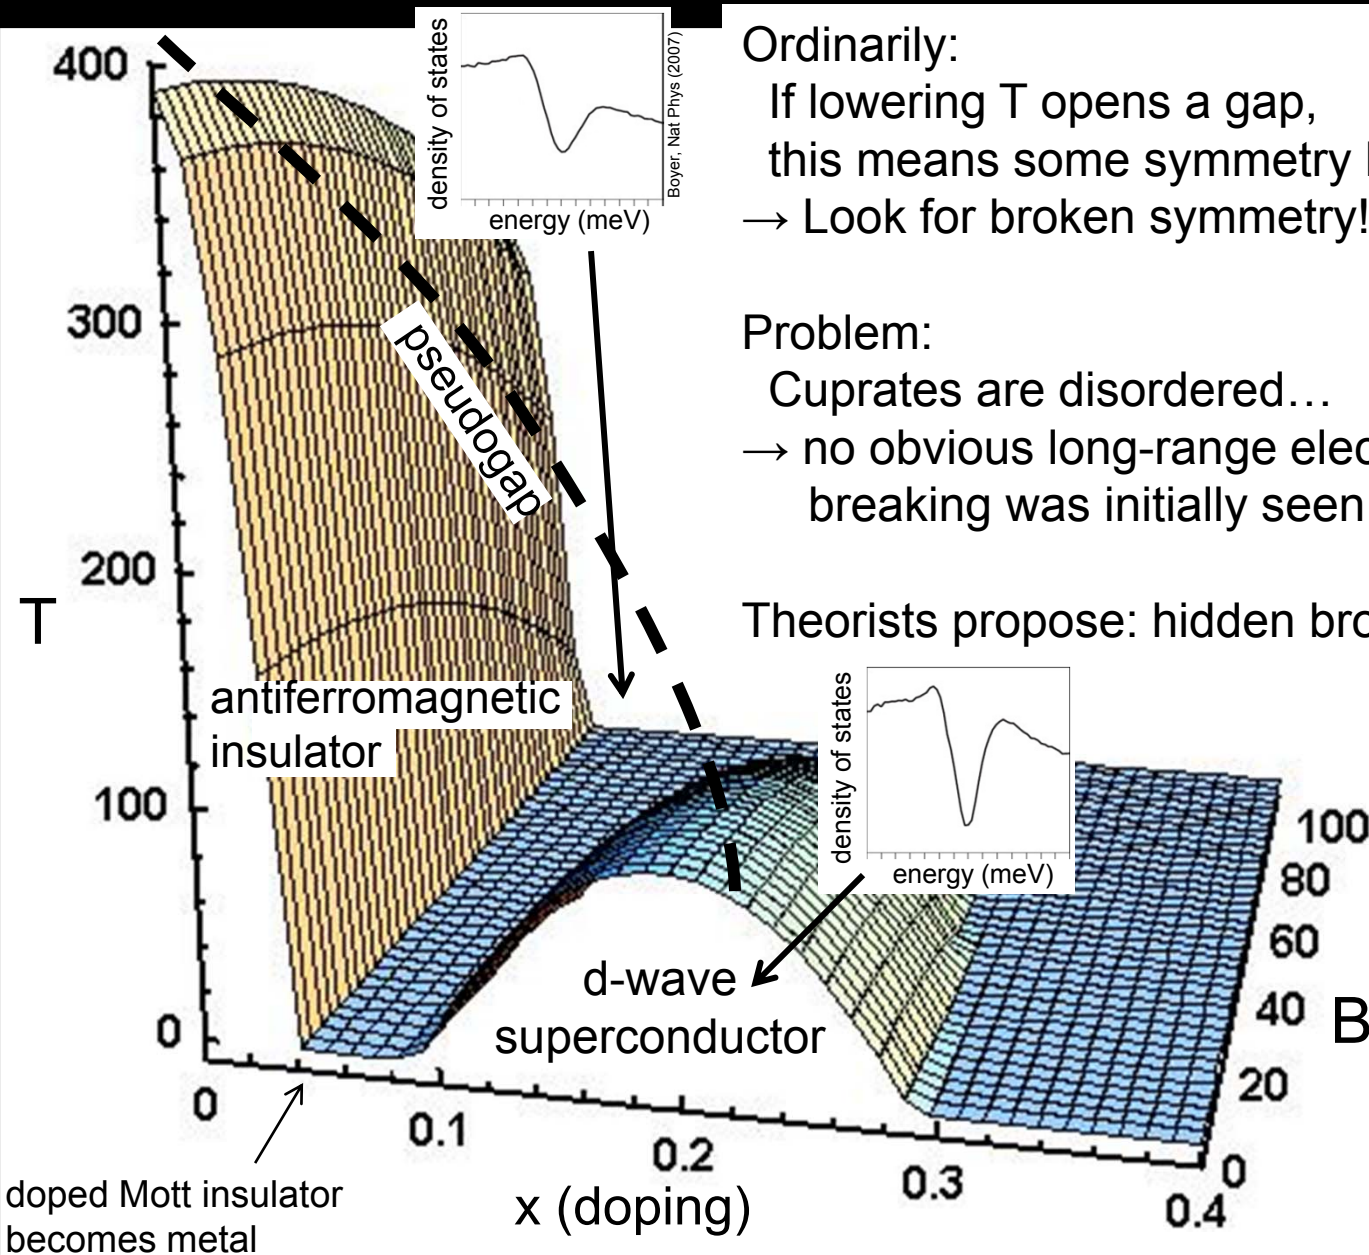 Ordinarily:
If lowering T opens a gap,
this means some symmetry
→ Look for broken symmetry!
Problem:
Cuprates are disordered…
→ no obvious long-range
breaking was initially seen
Theorists propose: hidden
density of states
energy (meV)
Boyer, Nat Phys (2007)
400
300
200
100
0
T
pseudogap
antiferromagnetic
insulator
density of states
energy (meV)
d-wave
superconductor
100
80
60
40
20
0
B
0
0.1
0.2
0.3
0.4
x (doping)
doped Mott insulator
becomes metal